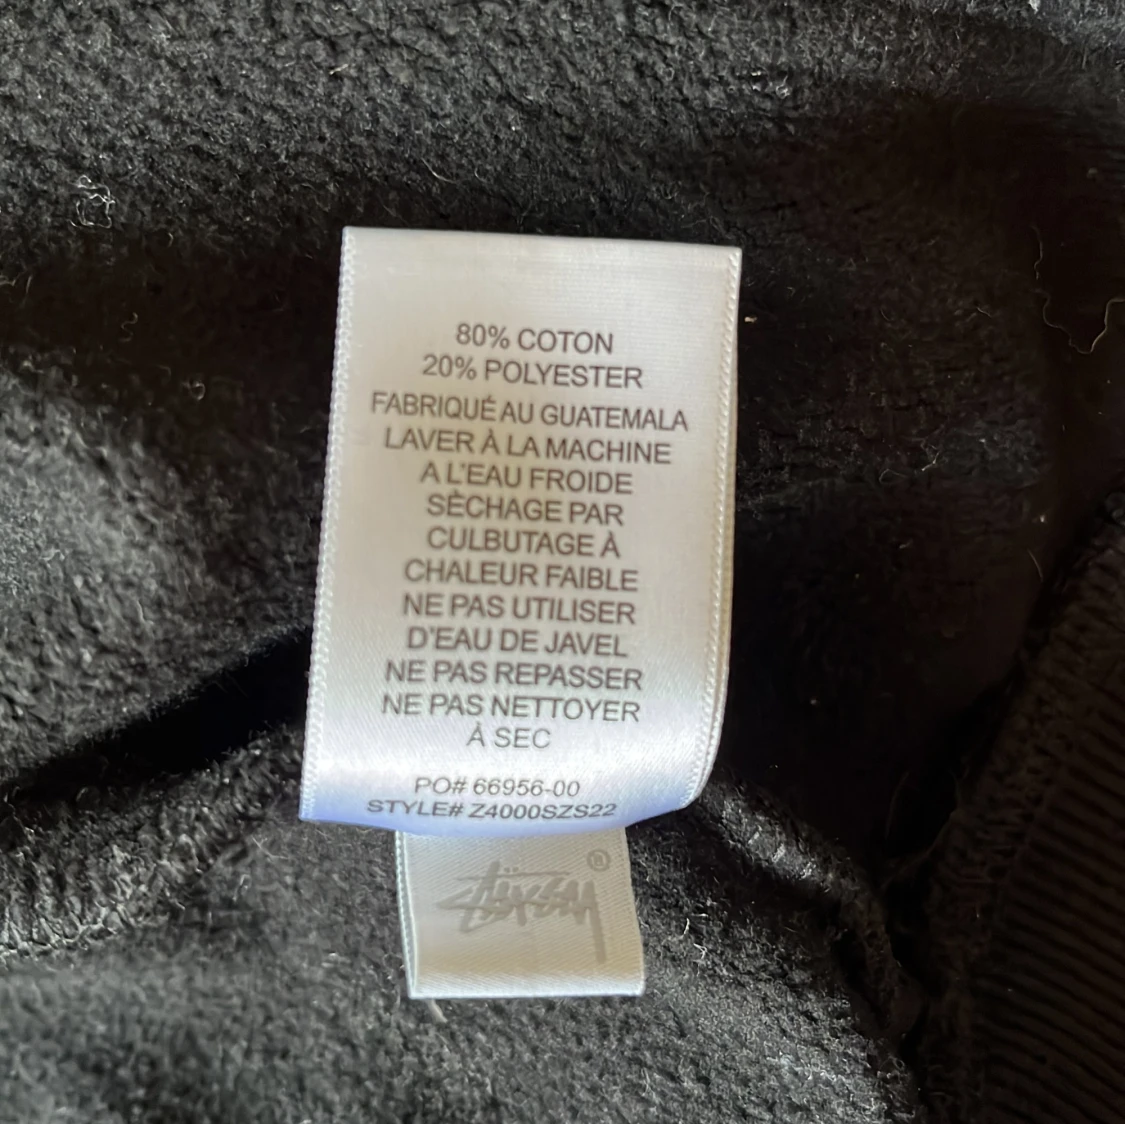 80% COTON
20% POLYESTER
FABRIQUÉ AU GUATEMALA
LAVER À LA MACHINE
A L'EAU FROIDE
SÈCHAGE PAR
CULBUTAGE À
CHALEUR FAIBLE
NE PAS UTILISER
D'EAU DE JAVEL
NE PAS REPASSER
NE PAS NETTOYER
À SEC
PO# 66956-00
STYLE# Z4000SZS22
STÜSSY ®